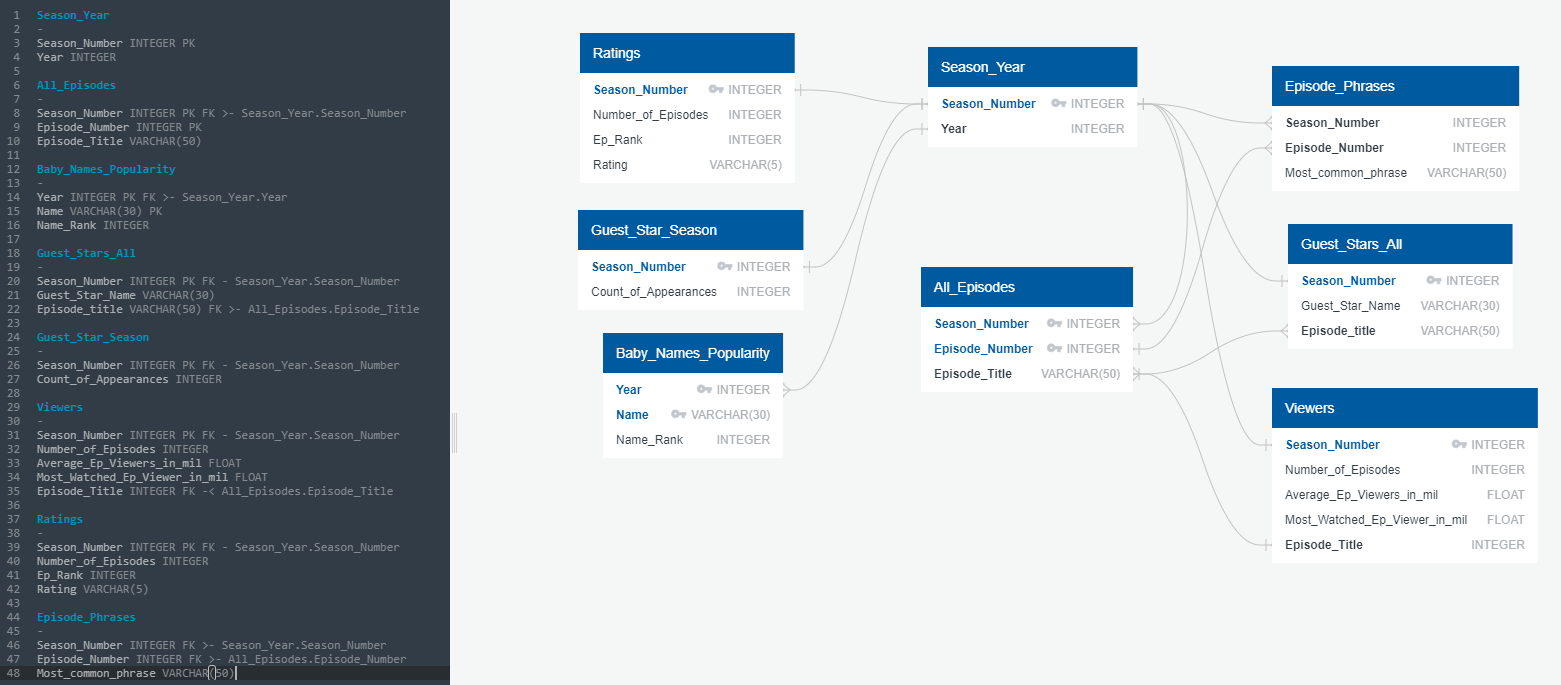 1 Season_Year
2 -
3 Season_Number INTEGER PK
4 Year INTEGER
5
6 All_Episodes
7 -
8 Season_Number INTEGER PK FK >- Season_Year.Season_Number
9 Episode_Number INTEGER PK
10 Episode_Title VARCHAR(50)
11
12 Baby_Names_Popularity
13 -
14 Year INTEGER PK FK >- Season_Year.Year
15 Name VARCHAR(30) PK
16 Name_Rank INTEGER
17
18 Guest_Stars_All
19 -
20 Season_Number INTEGER PK FK - Season_Year.Season_Number
21 Guest_Star_Name VARCHAR(30)
22 Episode_title VARCHAR(50) FK >- All_Episodes.Episode_Title
23
24 Guest_Star_Season
25 -
26 Season_Number INTEGER PK FK - Season_Year.Season_Number
27 Count_of_Appearances INTEGER
28
29 Viewers
30 -
31 Season_Number INTEGER PK FK - Season_Year.Season_Number
32 Number_of_Episodes INTEGER
33 Average_Ep_Viewers_in_mil FLOAT
34 Most_Watched_Ep_Viewer_in_mil FLOAT
35 Episode_Title INTEGER FK -< All_Episodes.Episode_Title
36
37 Ratings
38 -
39 Season_Number INTEGER PK FK - Season_Year.Season_Number
40 Number_of_Episodes INTEGER
41 Ep_Rank INTEGER
42 Rating VARCHAR(5)
43
44 Episode_Phrases
45 -
46 Season_Number INTEGER FK >- Season_Year.Season_Number
47 Episode_Number INTEGER FK >- All_Episodes.Episode_Number
48 Most_common_phrase VARCHAR(50)
Ratings
Season_Number INTEGER
Number_of_Episodes INTEGER
Ep_Rank INTEGER
Rating VARCHAR(5)
Guest_Star_Season
Season_Number INTEGER
Count_of_Appearances INTEGER
Baby_Names_Popularity
Year INTEGER
Name VARCHAR(30)
Name_Rank INTEGER
Season_Year
Season_Number INTEGER
Year INTEGER
All_Episodes
Season_Number INTEGER
Episode_Number INTEGER
Episode_Title VARCHAR(50)
Episode_Phrases
Season_Number INTEGER
Episode_Number INTEGER
Most_common_phrase VARCHAR(50)
Guest_Stars_All
Season_Number INTEGER
Guest_Star_Name VARCHAR(30)
Episode_title VARCHAR(50)
Viewers
Season_Number INTEGER
Number_of_Episodes INTEGER
Average_Ep_Viewers_in_mil FLOAT
Most_Watched_Ep_Viewer_in_mil FLOAT
Episode_Title INTEGER